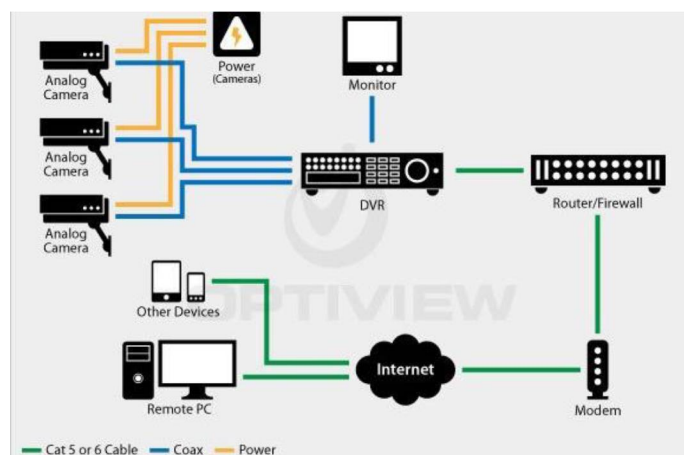 Analog
Camera
Power
(Cameras)
Monitor
Analog
Camera
DVR
Router/Firewall
Analog
Camera
OPTIVIEW
Other Devices
Internet
Remote PC
Modem
Cat 5 or 6 Cable
Coax
Power